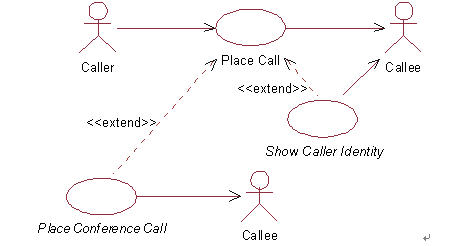 Caller
Place Call
Callee
<<extend>>
<<extend>>
Show Caller Identity
Place Conference Call
Callee